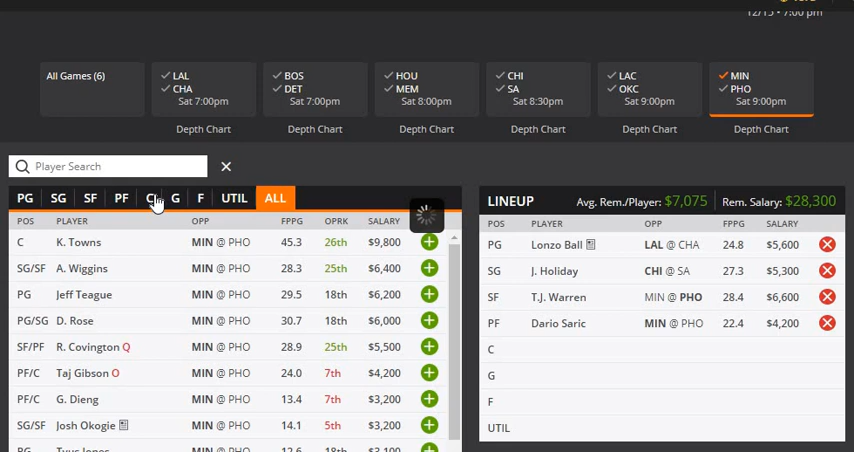 12/15 • 7:00 pm
All Games (6)
LAL
CHA
Sat 7:00pm
BOS
DET
Sat 7:00pm
HOU
MEM
Sat 8:00pm
CHI
SA
Sat 8:30pm
LAC
OKC
Sat 9:00pm
MIN
PHO
Sat 9:00pm
Depth Chart Depth Chart Depth Chart Depth Chart Depth Chart Depth Chart
Player Search
PG SG SF PF C G F UTIL ALL
POS PLAYER OPP FPPG OPRK SALARY
C K. Towns MIN @ PHO 45.3 26th $9,800
SG/SF A. Wiggins MIN @ PHO 28.3 25th $6,400
PG Jeff Teague MIN @ PHO 29.5 18th $6,200
PG/SG D. Rose MIN @ PHO 30.7 18th $6,000
SF/PF R. Covington Q MIN @ PHO 28.9 25th $5,500
PF/C Taj Gibson O MIN @ PHO 24.0 7th $4,200
PF/C G. Dieng MIN @ PHO 13.4 7th $3,200
SG/SF Josh Okogie MIN @ PHO 14.1 5th $3,200
PG Tyus Jones MIN @ PHO 12.6 18th $3,100
LINEUP Avg. Rem./Player: $7,075 Rem. Salary: $28,300
POS PLAYER OPP FPPG SALARY
PG Lonzo Ball LAL @ CHA 24.8 $5,600
SG J. Holiday CHI @ SA 27.3 $5,300
SF T.J. Warren MIN @ PHO 28.4 $6,600
PF Dario Saric MIN @ PHO 22.4 $4,200
C
G
F
UTIL